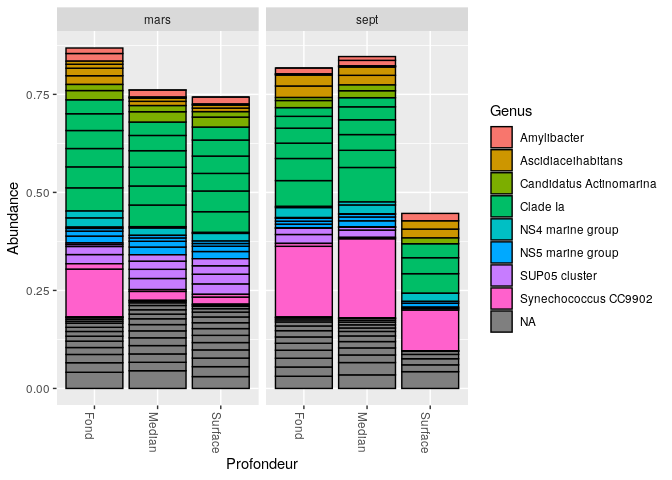 mars
sept
Abundance
0.75
0.50
0.25
0.00
Fond
Median
Surface
Fond
Median
Surface
Profondeur
Genus
Amylibacter
Ascidiaceihabitans
Candidatus Actinomarina
Clade Ia
NS4 marine group
NS5 marine group
SUP05 cluster
Synechococcus CC9902
NA